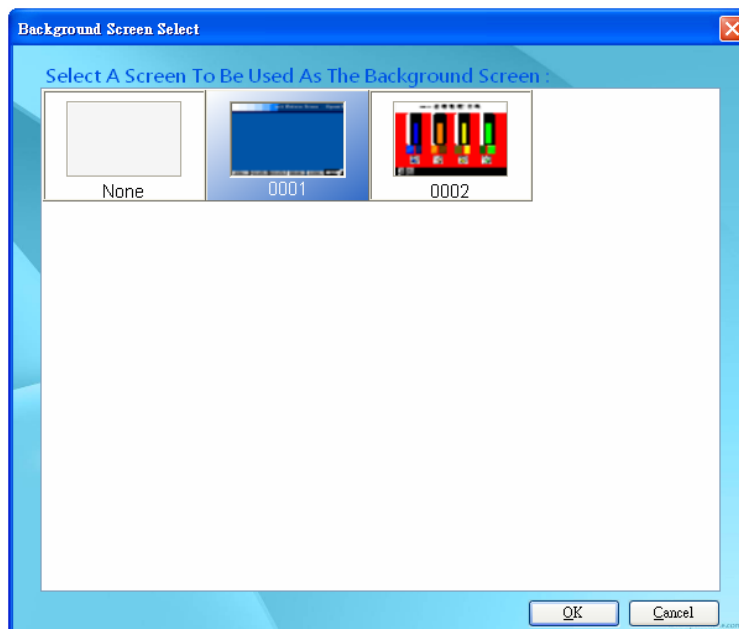 Background Screen Select
Select A Screen To Be Used As The Background Screen :
None
0001
0002
OK
Cancel